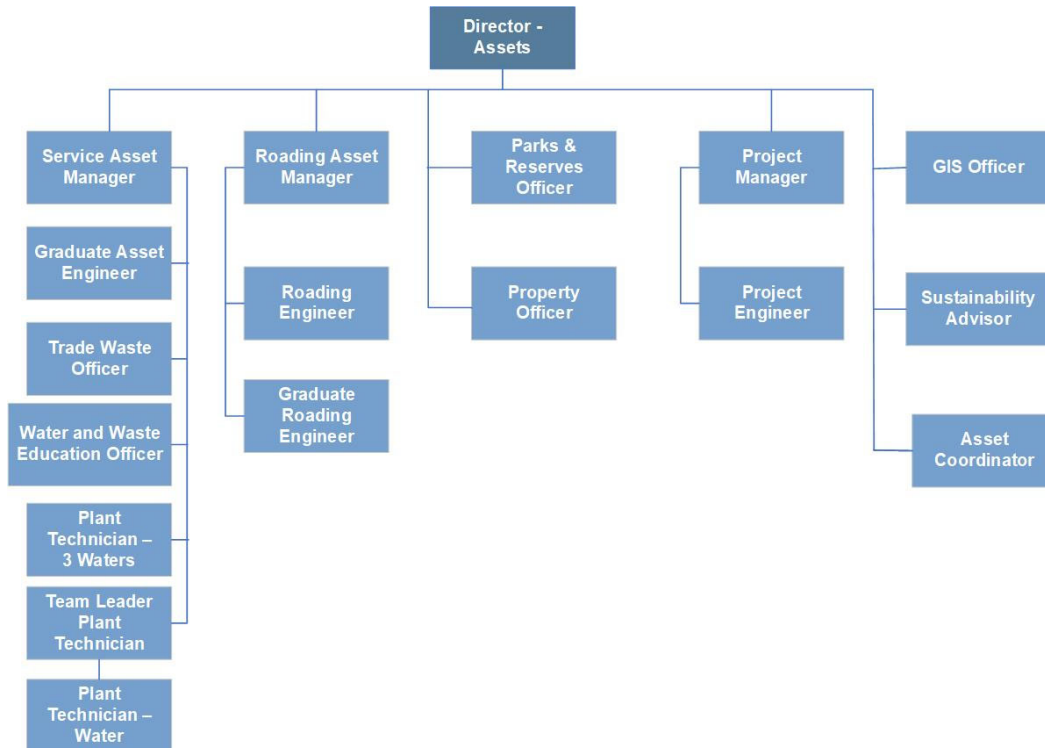 Director -
Assets
Service Asset
Manager
Roading Asset
Manager
Parks &
Reserves
Officer
Project
Manager
GIS Officer
Graduate Asset
Engineer
Roading
Engineer
Property
Officer
Project
Engineer
Sustainability
Advisor
Trade Waste
Officer
Graduate
Roading
Engineer
Water and Waste
Education Officer
Asset
Coordinator
Plant
Technician –
3 Waters
Team Leader
Plant
Technician
Plant
Technician –
Water